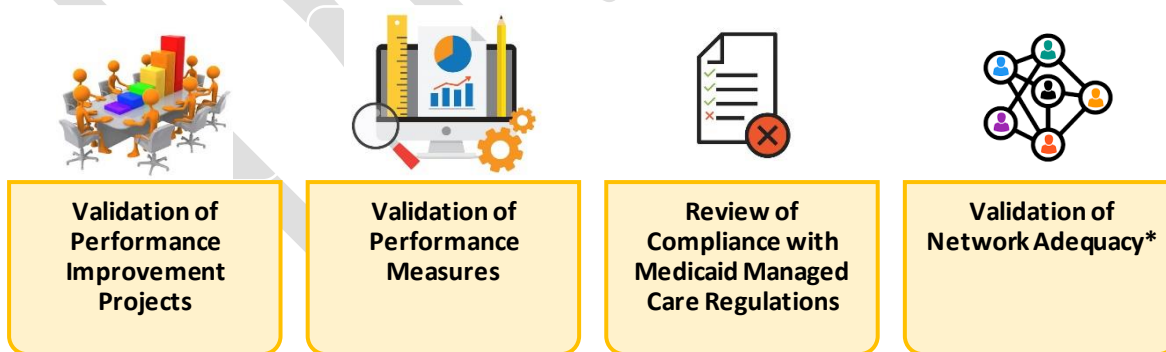 Validation of
Performance
Improvement
Projects
Validation of
Performance
Measures
Review of
Compliance with
Medicaid Managed
Care Regulations
Validation of
Network Adequacy*